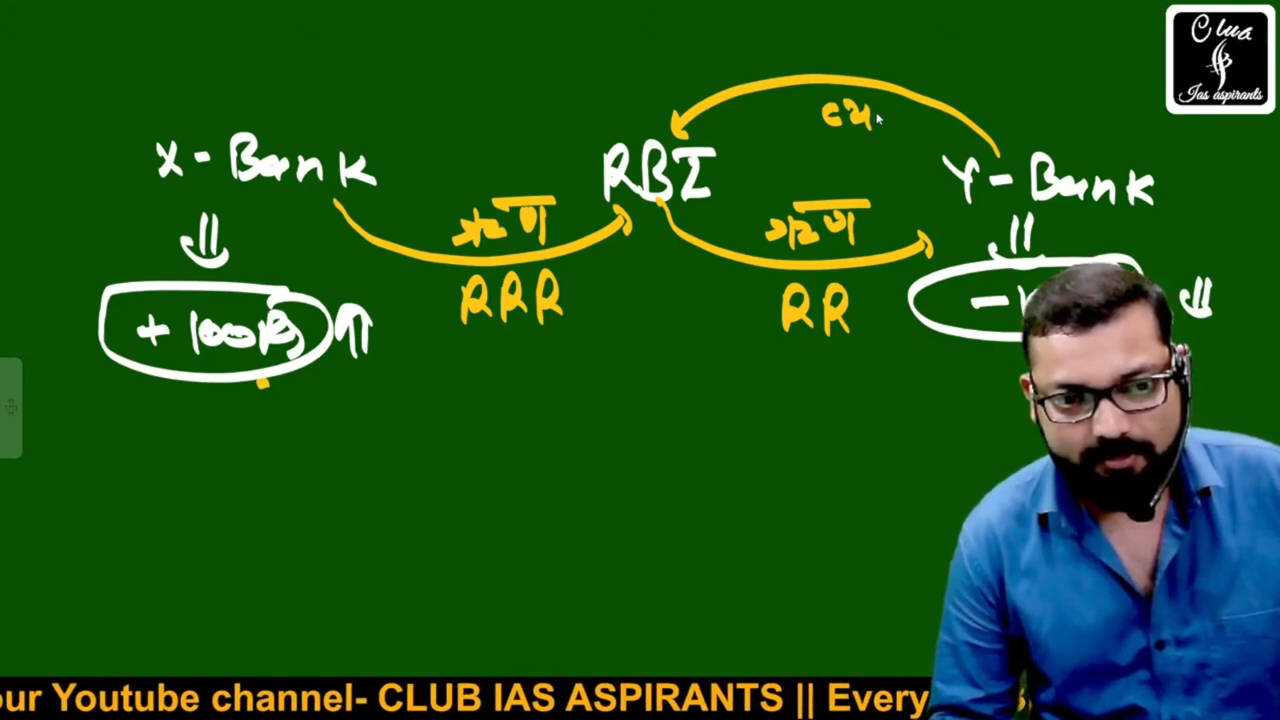 Club
Ias aspirants
X - Bank
RBI
Y - Bank
ऋण
ऋण
RRR
RR
+ 100 ₹
our Youtube channel- CLUB IAS ASPIRANTS || Every